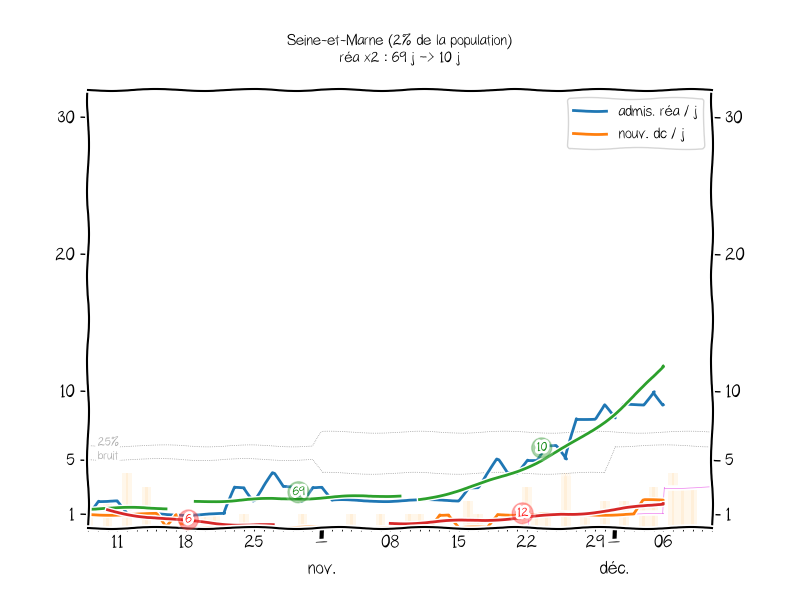 Seine-et-Marne (2% de la population)
réa x2 : 69 j -> 10 j
admis. réa / j
nouv. dc / j
30
30
20
20
10
10
5
5
1
1
25%
bruit
69
10
6
12
11 18 25 08 15 22 29 06
nov. déc.